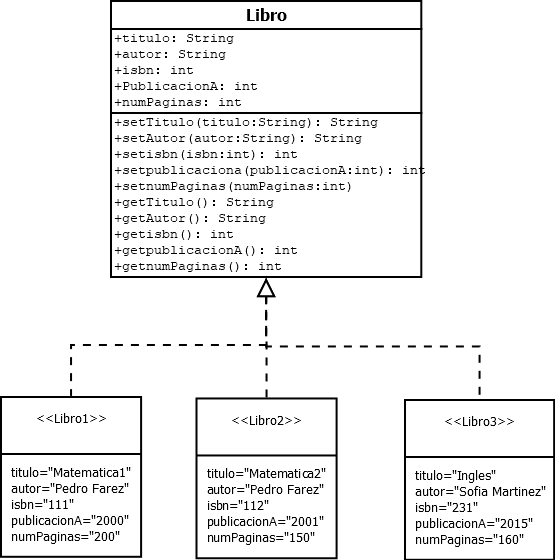 Libro
+titulo: String
+autor: String
+isbn: int
+PublicacionA: int
+numPaginas: int
+setTitulo(titulo:String): String
+setAutor(autor:String): String
+setisbn(isbn:int): int
+setpublicaciona(publicacionA:int): int
+setnumPaginas(numPaginas:int)
+getTitulo(): String
+getAutor(): String
+getisbn(): int
+getpublicacionA(): int
+getnumPaginas(): int
<<Libro1>>
titulo="Matematica1"
autor="Pedro Farez"
isbn="111"
publicacionA="2000"
numPaginas="200"
<<Libro2>>
titulo="Matematica2"
autor="Pedro Farez"
isbn="112"
publicacionA="2001"
numPaginas="150"
<<Libro3>>
titulo="Ingles"
autor="Sofia Martinez"
isbn="231"
publicacionA="2015"
numPaginas="160"